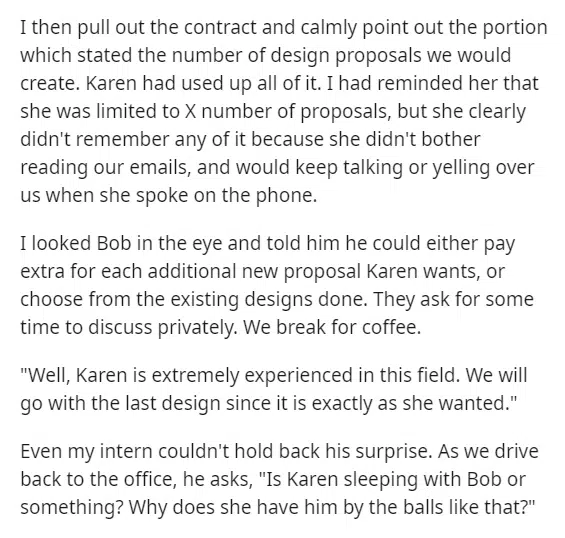 I then pull out the contract and calmly point out the portion
which stated the number of design proposals we would
create. Karen had used up all of it. I had reminded her that
she was limited to X number of proposals, but she clearly
didn't remember any of it because she didn't bother
reading our emails, and would keep talking or yelling over
us when she spoke on the phone.
I looked Bob in the eye and told him he could either pay
extra for each additional new proposal Karen wants, or
choose from the existing designs done. They ask for some
time to discuss privately. We break for coffee.
"Well, Karen is extremely experienced in this field. We will
go with the last design since it is exactly as she wanted."
Even my intern couldn't hold back his surprise. As we drive
back to the office, he asks, "Is Karen sleeping with Bob or
something? Why does she have him by the balls like that?"